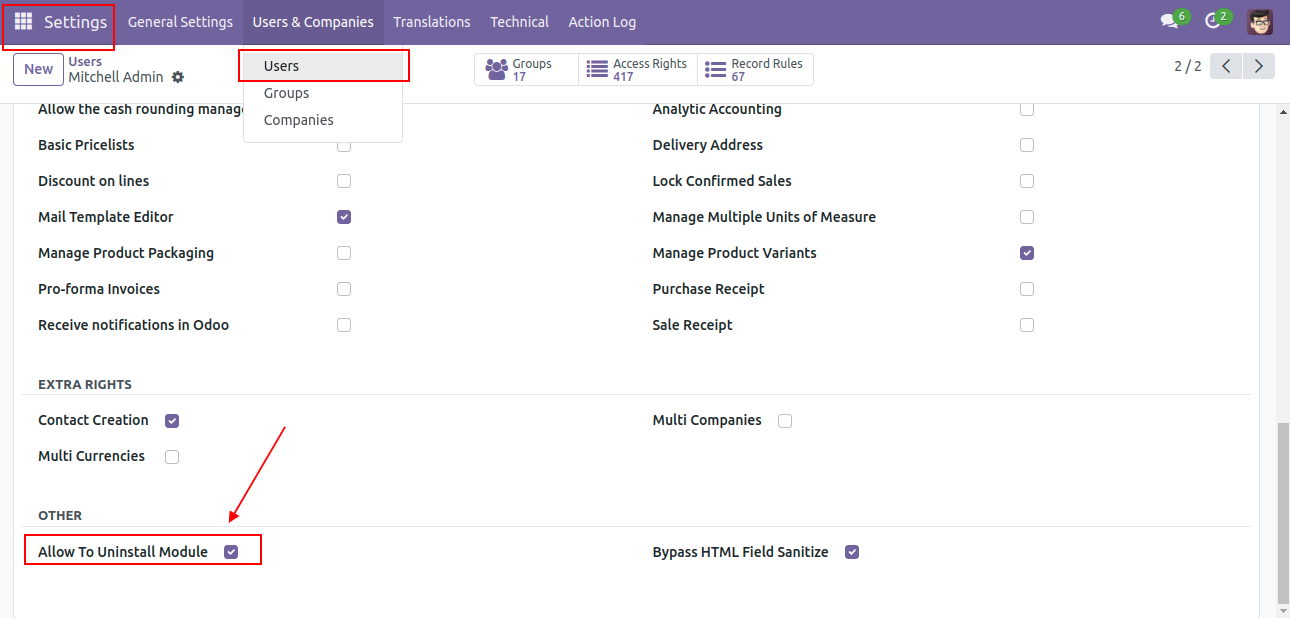 Settings General Settings Users & Companies Translations Technical Action Log 6 2
New Users Users Groups 17 Access Rights 417 Record Rules 67 2 / 2
Mitchell Admin
Groups
Companies
Allow the cash rounding manage Analytic Accounting
Basic Pricelists Delivery Address
Discount on lines Lock Confirmed Sales
Mail Template Editor Manage Multiple Units of Measure
Manage Product Packaging Manage Product Variants
Pro-forma Invoices Purchase Receipt
Receive notifications in Odoo Sale Receipt
EXTRA RIGHTS
Contact Creation Multi Companies
Multi Currencies
OTHER
Allow To Uninstall Module Bypass HTML Field Sanitize